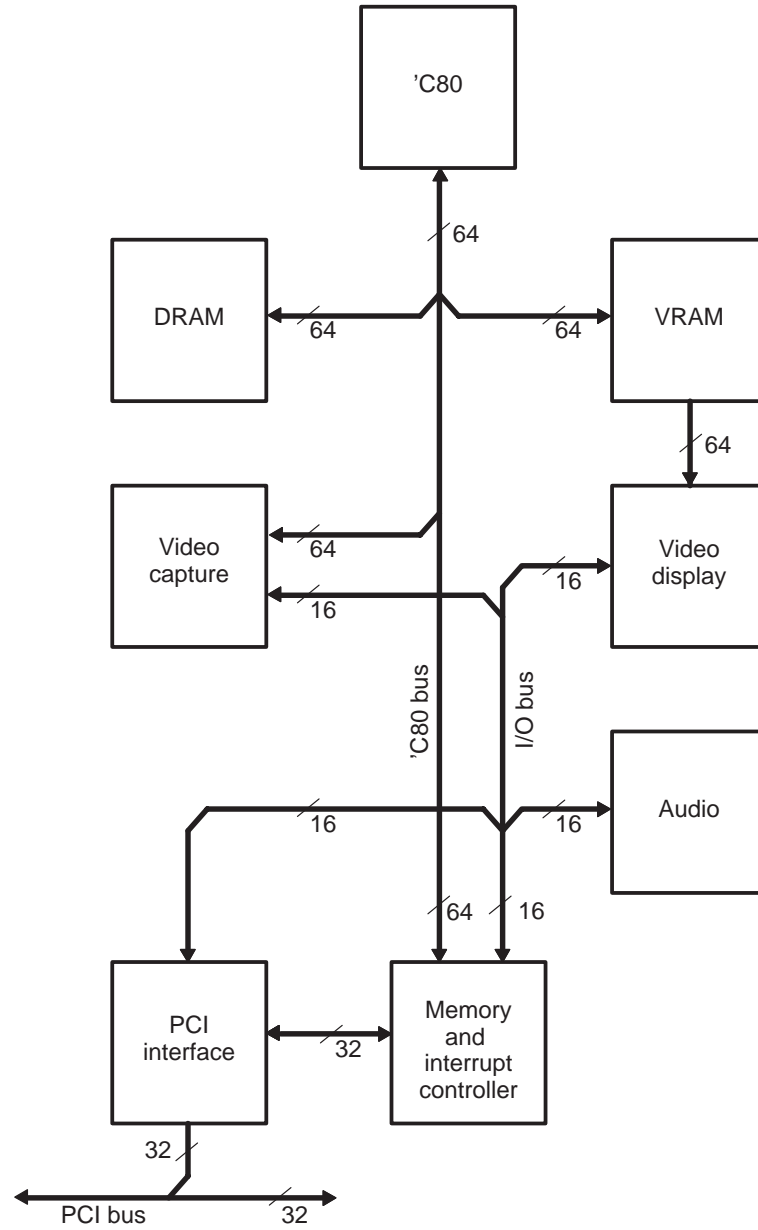 ’C80
64
DRAM
VRAM
64
64
64
Video
capture
64
16
Video
display
16
’C80 bus
I/O bus
16
16
Audio
64
16
PCI
interface
32
Memory
and
interrupt
controller
32
PCI bus
32